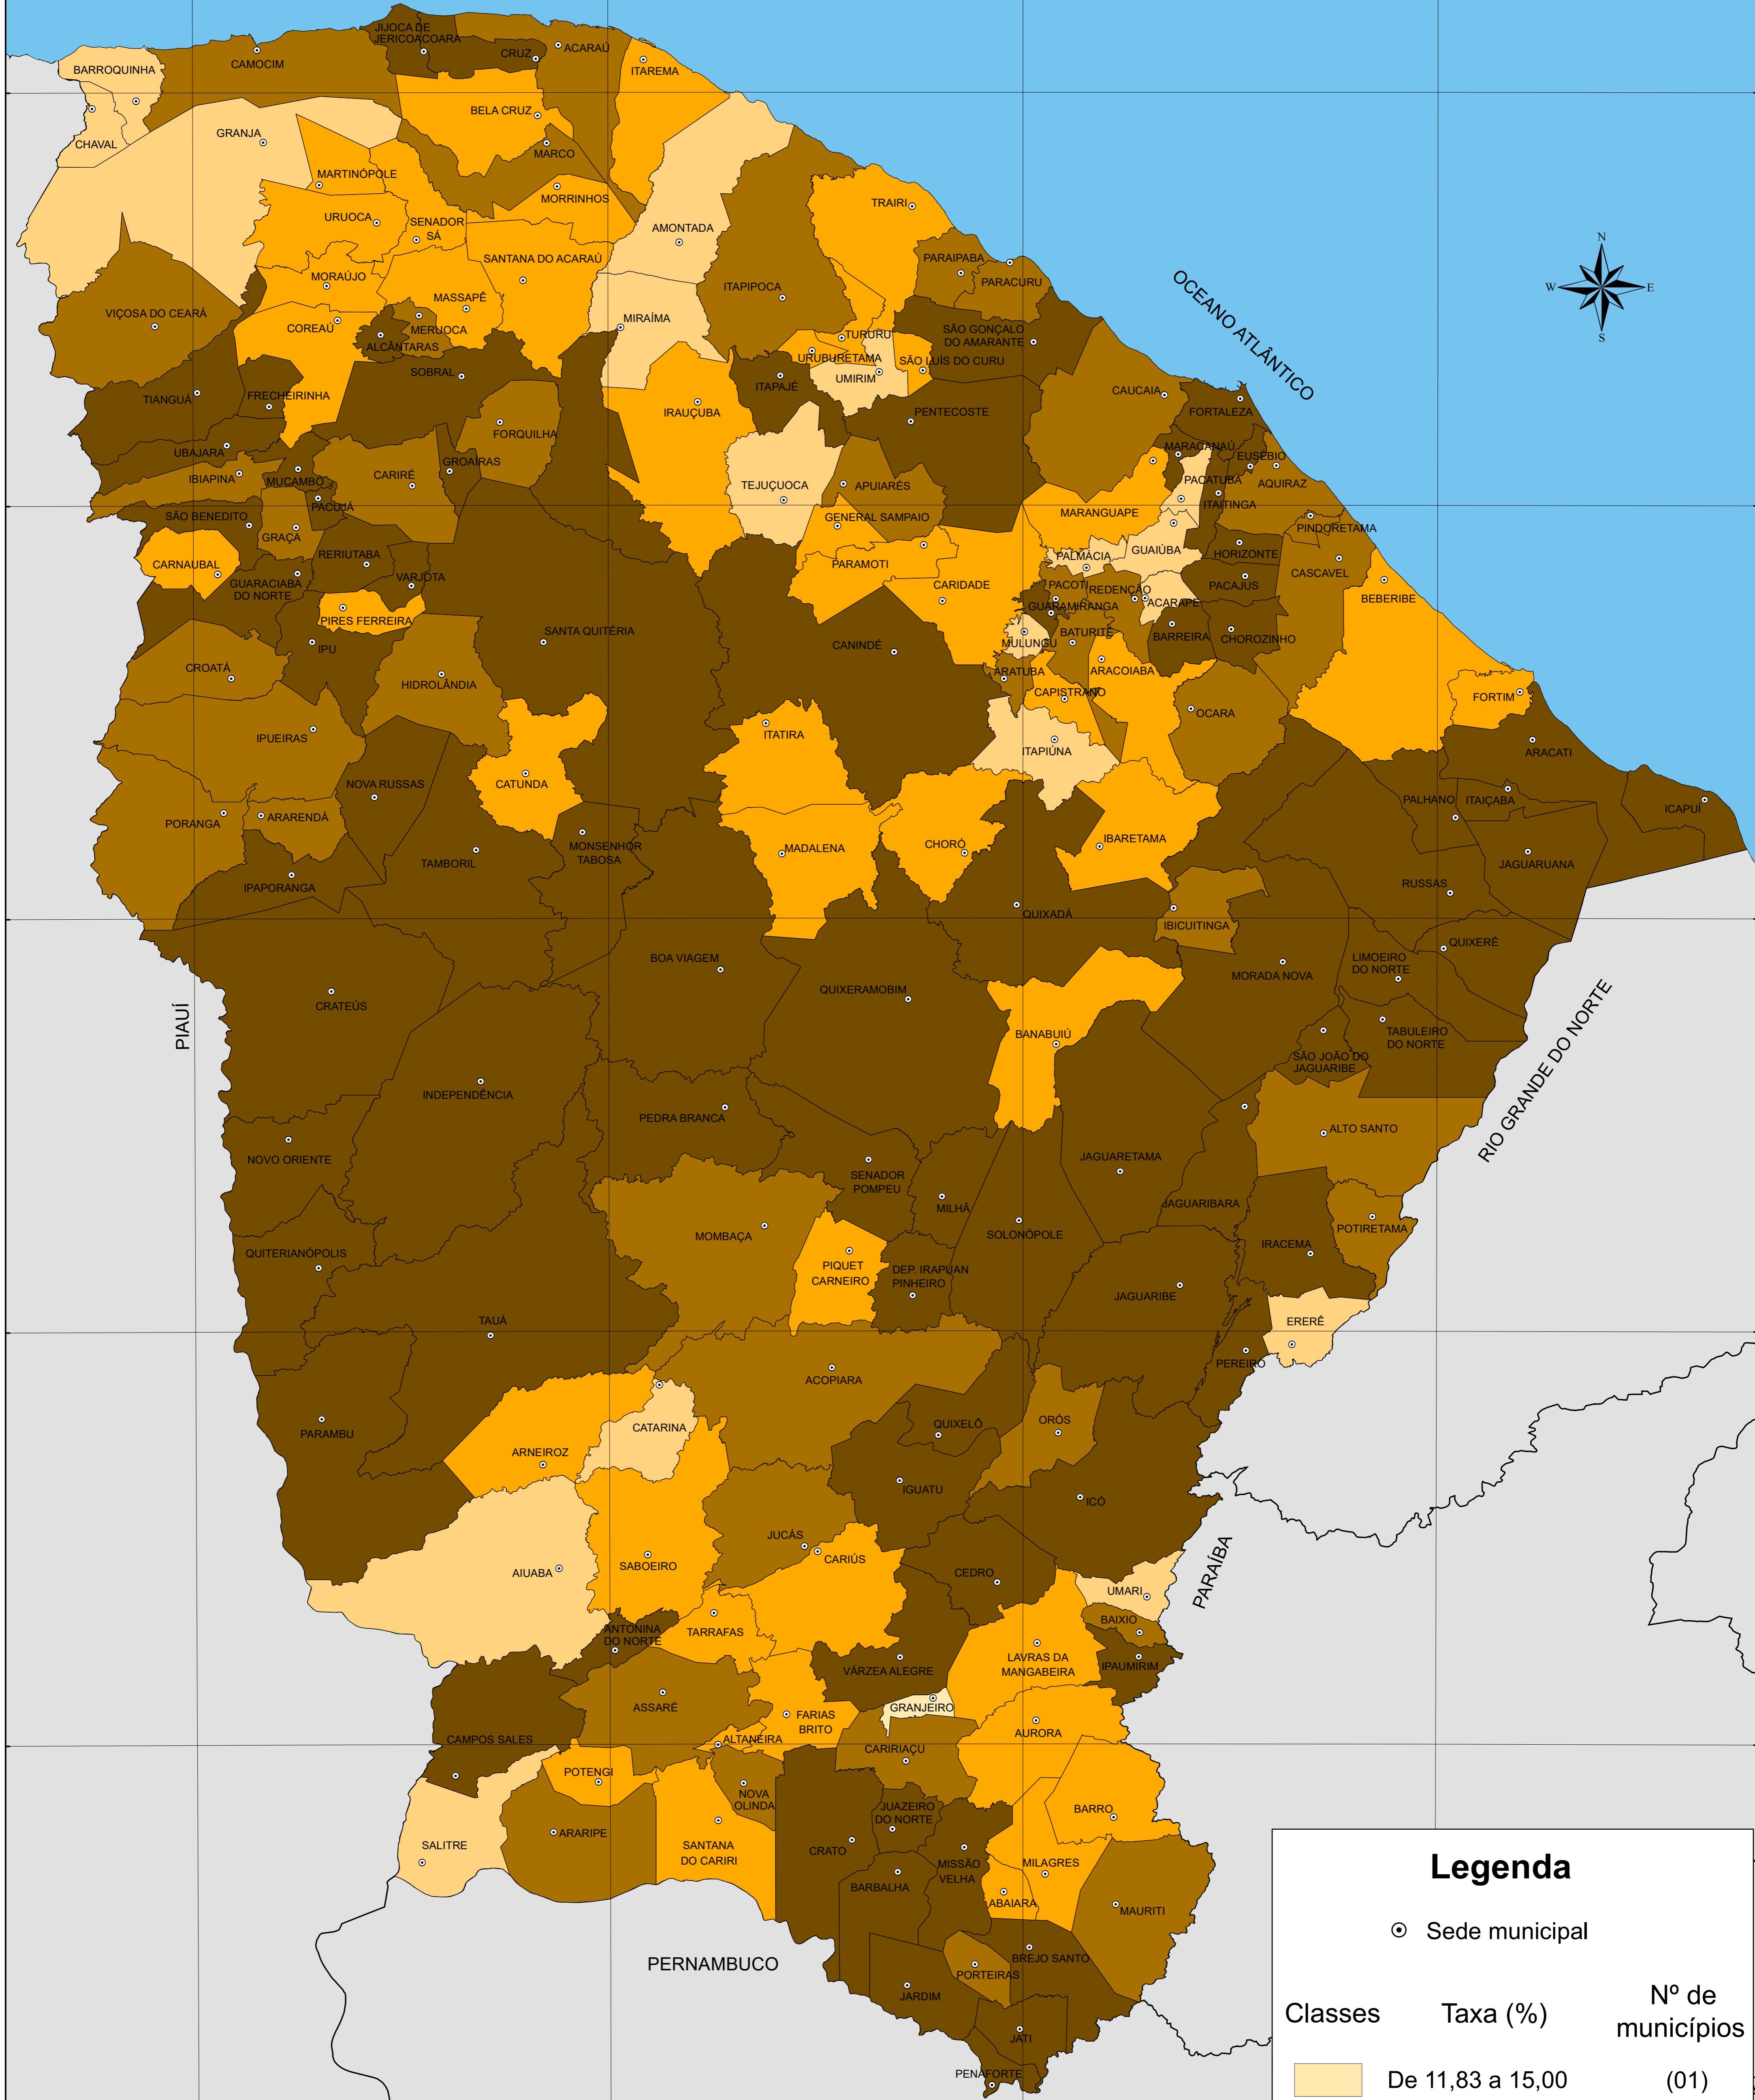 JIJOCA DE
JERICOACOARA
CRUZ
ACARAÚ
BARROQUINHA
CAMOCIM
ITAREMA
BELA CRUZ
CHAVAL
GRANJA
MARCO
MARTINÓPOLE
MORRINHOS
URUOCA
SENADOR
SÁ
AMONTADA
TRAIRI
SANTANA DO ACARAÚ
PARAIPABA
PARACURU
MORAÚJO
ITAPIPOCA
MASSAPÊ
VIÇOSA DO CEARÁ
COREAÚ
MERUOCA
MIRAÍMA
ALCÂNTARAS
TURURU
SÃO GONÇALO
DO AMARANTE
URUBURETAMA
SÃO LUÍS DO CURU
SOBRAL
UMIRIM
ITAPAJÉ
OCEANO ATLÂNTICO
N
W
E
S
TIANGUÁ
FRECHEIRINHA
IRAUÇUBA
PENTECOSTE
CAUCAIA
FORTALEZA
FORQUILHA
UBAJARA
MARACANAÚ
EUSÉBIO
GROAÍRAS
IBIAPINA
MUCAMBO
CARIRÉ
TEJUÇUOCA
APUIARÉS
PACATUBA
AQUIRAZ
PACUJÁ
ITAITINGA
SÃO BENEDITO
GENERAL SAMPAIO
MARANGUAPE
PINDORETAMA
GRAÇA
RERIUTABA
CARNAUBAL
PARAMOTI
PALMÁCIA
GUAIÚBA
HORIZONTE
CASCAVEL
VARJOTA
GUARACIABA
DO NORTE
CARIDADE
PACOTI
REDENÇÃO
PACAJUS
BEBERIBE
GUARAMIRANGA
ACARAPE
PIRES FERREIRA
SANTA QUITÉRIA
CANINDÉ
MULUNGU
BATURITÉ
BARREIRA
CHOROZINHO
IPU
CROATÁ
HIDROLÂNDIA
ARATUBA
ARACOIABA
CAPISTRANO
FORTIM
OCARA
IPUEIRAS
ITATIRA
ITAPIÚNA
ARACATI
NOVA RUSSAS
CATUNDA
PALHANO
ITAIÇABA
ICAPUÍ
PORANGA
ARARENDÁ
MONSENHOR
TABOSA
MADALENA
CHORÓ
IBARETAMA
JAGUARUANA
TAMBORIL
IPAPORANGA
RUSSAS
QUIXADÁ
IBICUITINGA
BOA VIAGEM
QUIXERÉ
LIMOEIRO
DO NORTE
MORADA NOVA
QUIXERAMOBIM
CRATEÚS
PIAUÍ
BANABUIÚ
TABULEIRO
DO NORTE
SÃO JOÃO DO
JAGUARIBE
RIO GRANDE DO NORTE
INDEPENDÊNCIA
PEDRA BRANCA
ALTO SANTO
NOVO ORIENTE
JAGUARETAMA
SENADOR
POMPEU
MILHÃ
JAGUARIBARA
POTIRETAMA
MOMBAÇA
SOLONÓPOLE
IRACEMA
QUITERIANÓPOLIS
PIQUET
CARNEIRO
DEP. IRAPUAN
PINHEIRO
JAGUARIBE
TAUÁ
ERERÊ
PEREIRO
ACOPIARA
PARAMBU
CATARINA
QUIXELÔ
ORÓS
ARNEIROZ
IGUATU
ICÓ
JUCÁS
CARIÚS
SABOEIRO
AIUABA
CEDRO
UMARI
PARAÍBA
BAIXIO
ANTONINA
DO NORTE
TARRAFAS
LAVRAS DA
MANGABEIRA
IPAUMIRIM
VÁRZEA ALEGRE
ASSARÉ
GRANJEIRO
FARIAS
BRITO
AURORA
CAMPOS SALES
ALTANEIRA
CARIRIAÇU
POTENGI
NOVA
OLINDA
JUAZEIRO
DO NORTE
BARRO
ARARIPE
SALITRE
SANTANA
DO CARIRI
CRATO
MISSÃO
VELHA
MILAGRES
BARBALHA
ABAIARA
MAURITI
PERNAMBUCO
BREJO SANTO
PORTEIRAS
JARDIM
JATI
PENAFORTE
Legenda
Sede municipal
Classes
Taxa (%)
Nº de
municípios
De 11,83 a 15,00
(01)